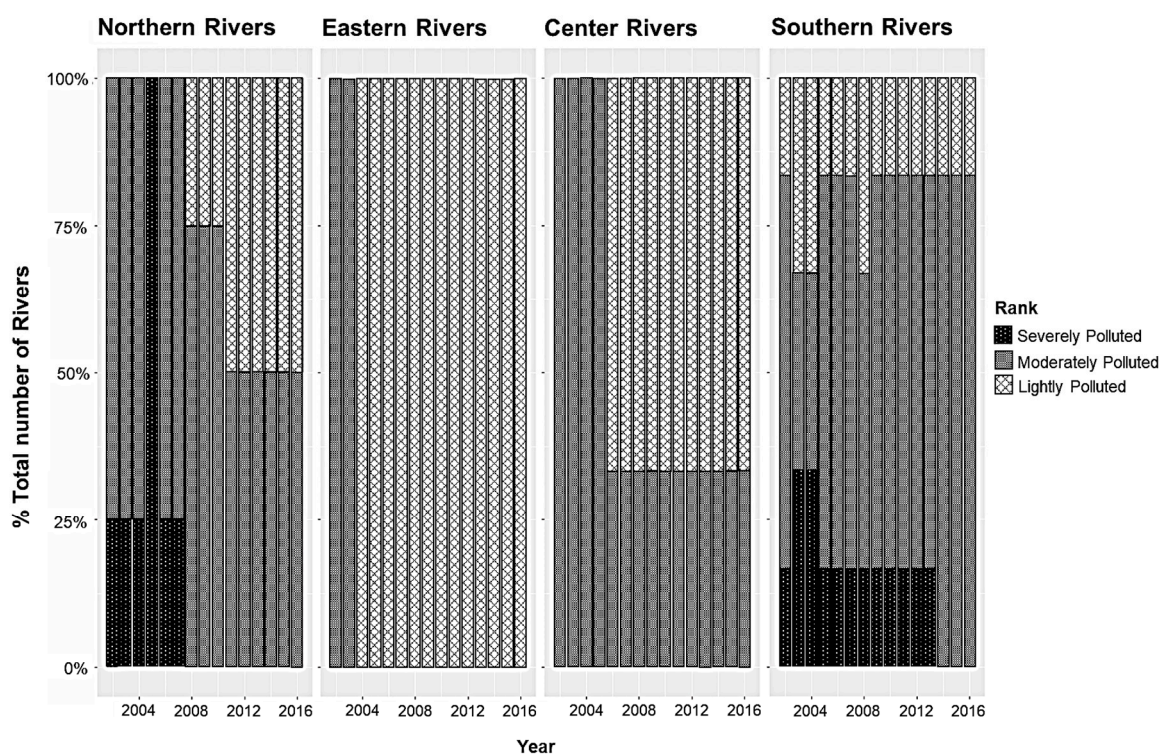 Northern Rivers
Eastern Rivers
Center Rivers
Southern Rivers
100%
75%
50%
25%
0%
% Total number of Rivers
2004 2008 2012 2016
2004 2008 2012 2016
2004 2008 2012 2016
2004 2008 2012 2016
Year
Rank
Severely Polluted
Moderately Polluted
Lightly Polluted